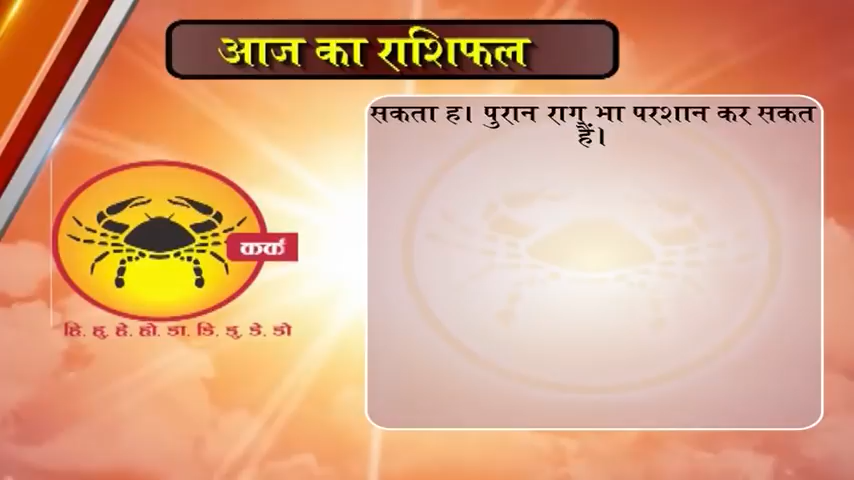 आज का राशिफल
सकता ह। पुरान राग भा परशान कर सकत
हैं।
कर्क
हि. हु. हे. हो. डा. डि. डु. डे. डो